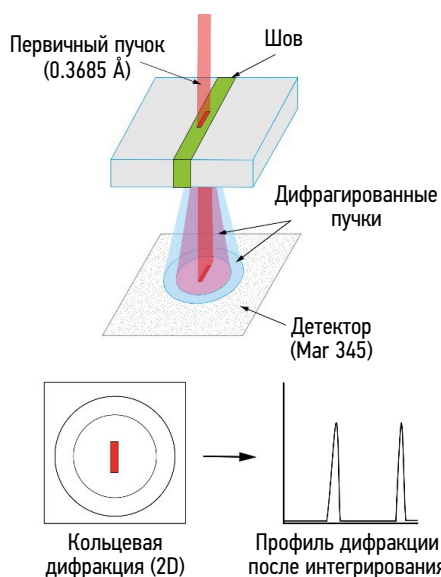 Первичный пучок
(0.3685 Å)
Шов
Дифрагированные
пучки
Детектор
(Mar 345)
Кольцевая
дифракция (2D)
Профиль дифракции
после интегрирования